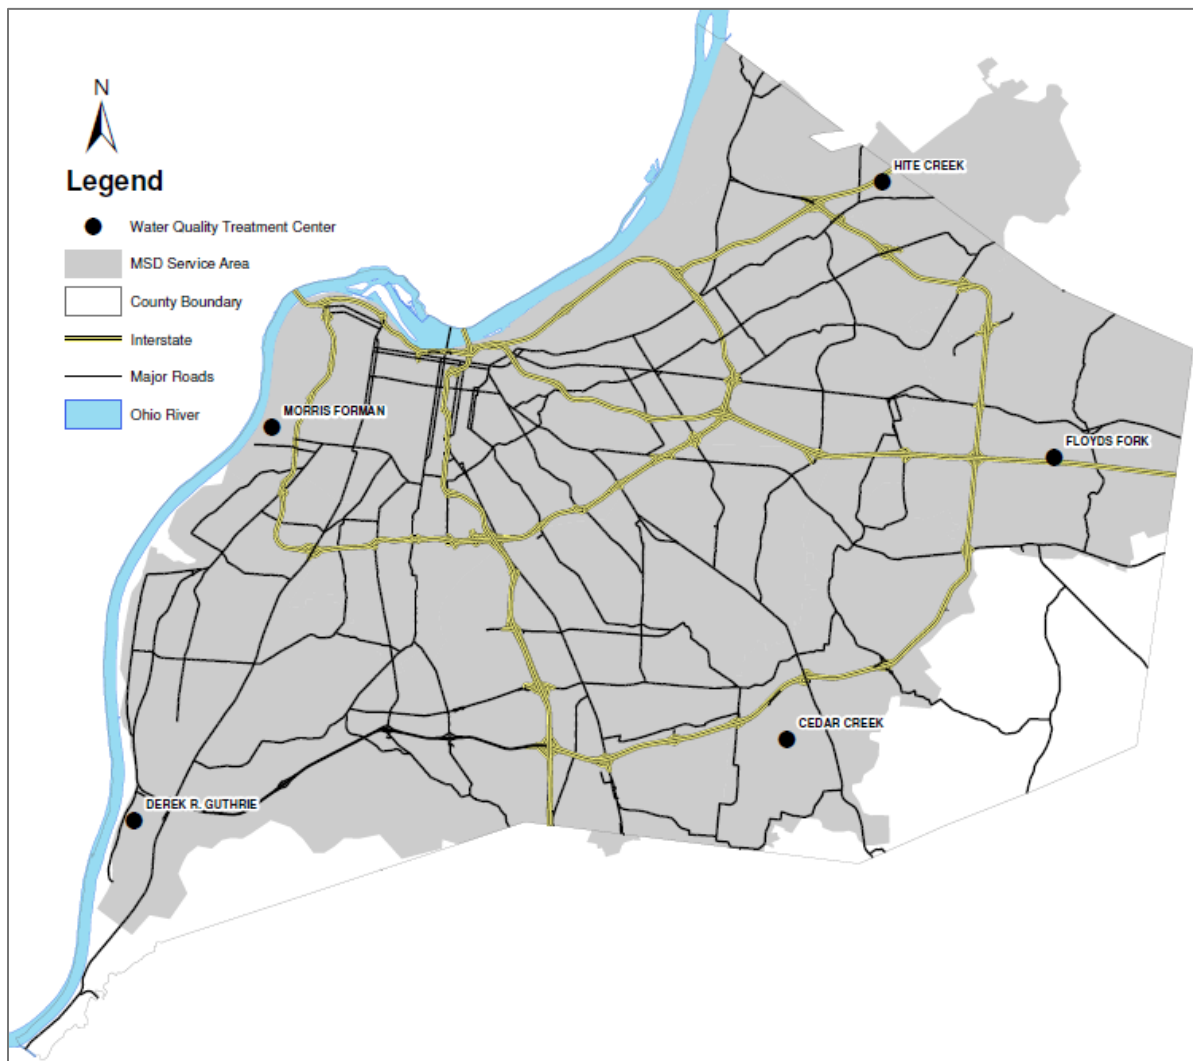 N
Legend
Water Quality Treatment Center
MSD Service Area
County Boundary
Interstate
Major Roads
Ohio River
HITE CREEK
MORRIS FORMAN
FLOYDS FORK
CEDAR CREEK
DEREK R. GUTHRIE